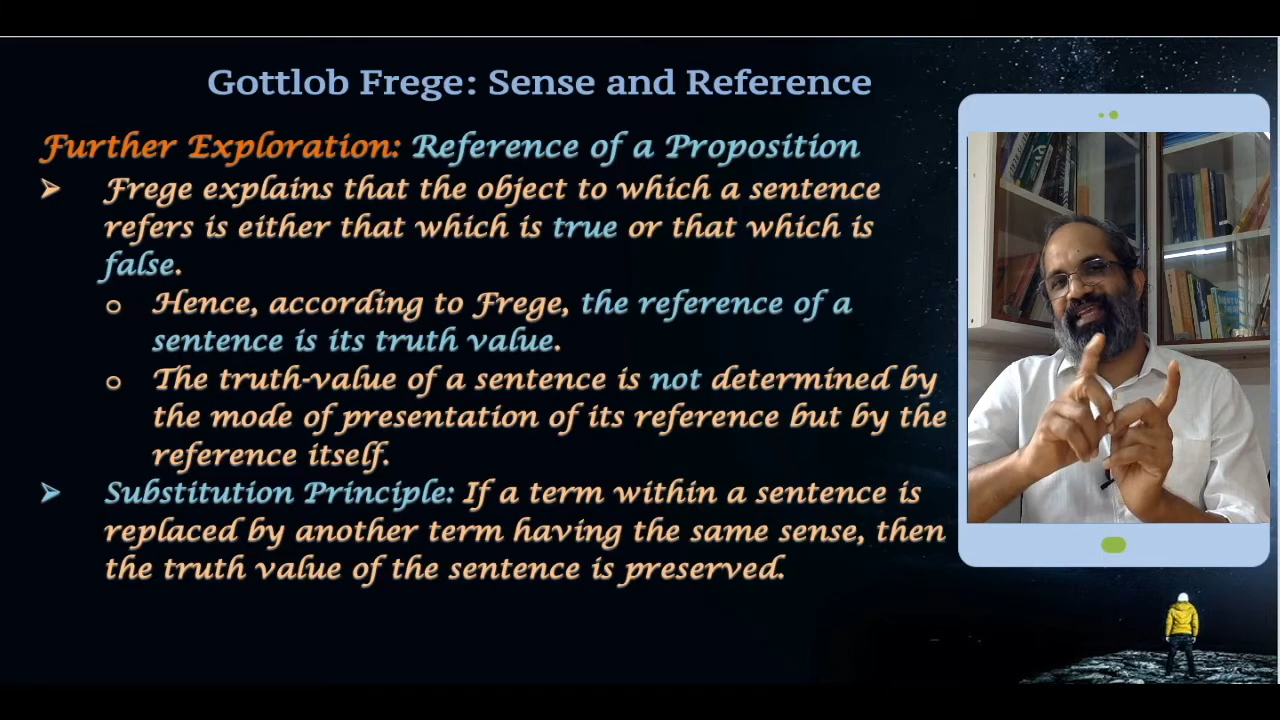 Gottlob Frege: Sense and Reference
Further Exploration: Reference of a Proposition
➤ Frege explains that the object to which a sentence
refers is either that which is true or that which is
false.
o Hence, according to Frege, the reference of a
sentence is its truth value.
o The truth-value of a sentence is not determined by
the mode of presentation of its reference but by the
reference itself.
➤ Substitution Principle: If a term within a sentence is
replaced by another term having the same sense, then
the truth value of the sentence is preserved.